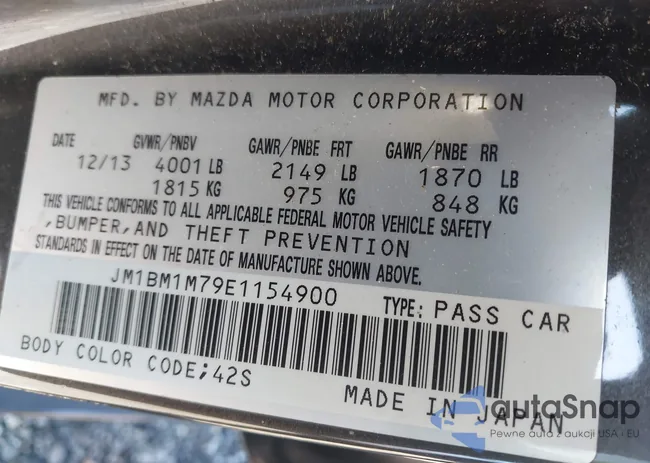 MFD. BY MAZDA MOTOR CORPORATION
DATE GVWR/PNBV GAWR/PNBE FRT GAWR/PNBE RR
12/13 4001 LB 2149 LB 1870 LB
1815 KG 975 KG 848 KG
THIS VEHICLE CONFORMS TO ALL APPLICABLE FEDERAL MOTOR VEHICLE SAFETY
,BUMPER,AND THEFT PREVENTION
STANDARDS IN EFFECT ON THE DATE OF MANUFACTURE SHOWN ABOVE.
JM1BM1M79E1154900 TYPE: PASS CAR
BODY COLOR CODE;42S
MADE IN JAPAN
autoSnap
Pewne auta z aukcji USA · EU